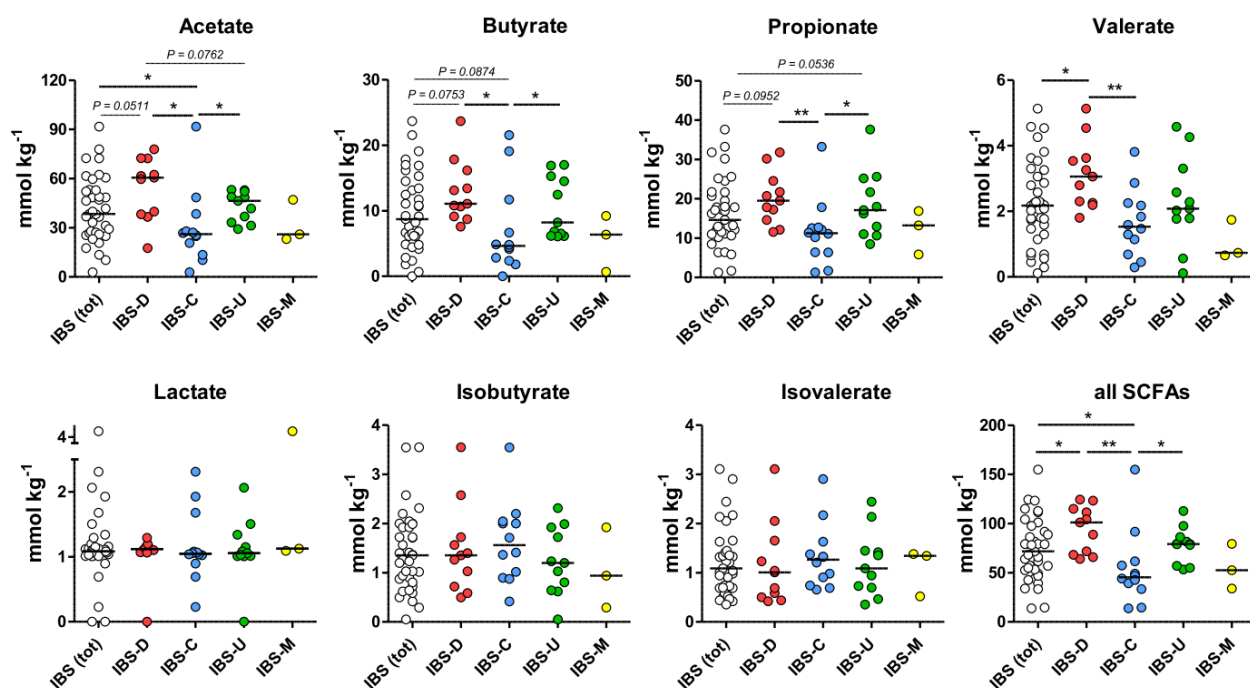 Acetate
P = 0.0762
*
P = 0.0511
*
*
mmol kg-1
120
90
60
30
0
IBS (tot)
IBS-D
IBS-C
IBS-U
IBS-M
Butyrate
P = 0.0874
P = 0.0753
*
*
mmol kg-1
30
20
10
0
IBS (tot)
IBS-D
IBS-C
IBS-U
IBS-M
Propionate
P = 0.0536
P = 0.0952
**
*
mmol kg-1
50
40
30
20
10
0
IBS (tot)
IBS-D
IBS-C
IBS-U
IBS-M
Valerate
*
**
mmol kg-1
6
4
2
0
IBS (tot)
IBS-D
IBS-C
IBS-U
IBS-M
Lactate
mmol kg-1
4
2
1
0
IBS (tot)
IBS-D
IBS-C
IBS-U
IBS-M
Isobutyrate
mmol kg-1
4
3
2
1
0
IBS (tot)
IBS-D
IBS-C
IBS-U
IBS-M
Isovalerate
mmol kg-1
4
3
2
1
0
IBS (tot)
IBS-D
IBS-C
IBS-U
IBS-M
all SCFAs
*
*
**
*
mmol kg-1
200
150
100
50
0
IBS (tot)
IBS-D
IBS-C
IBS-U
IBS-M